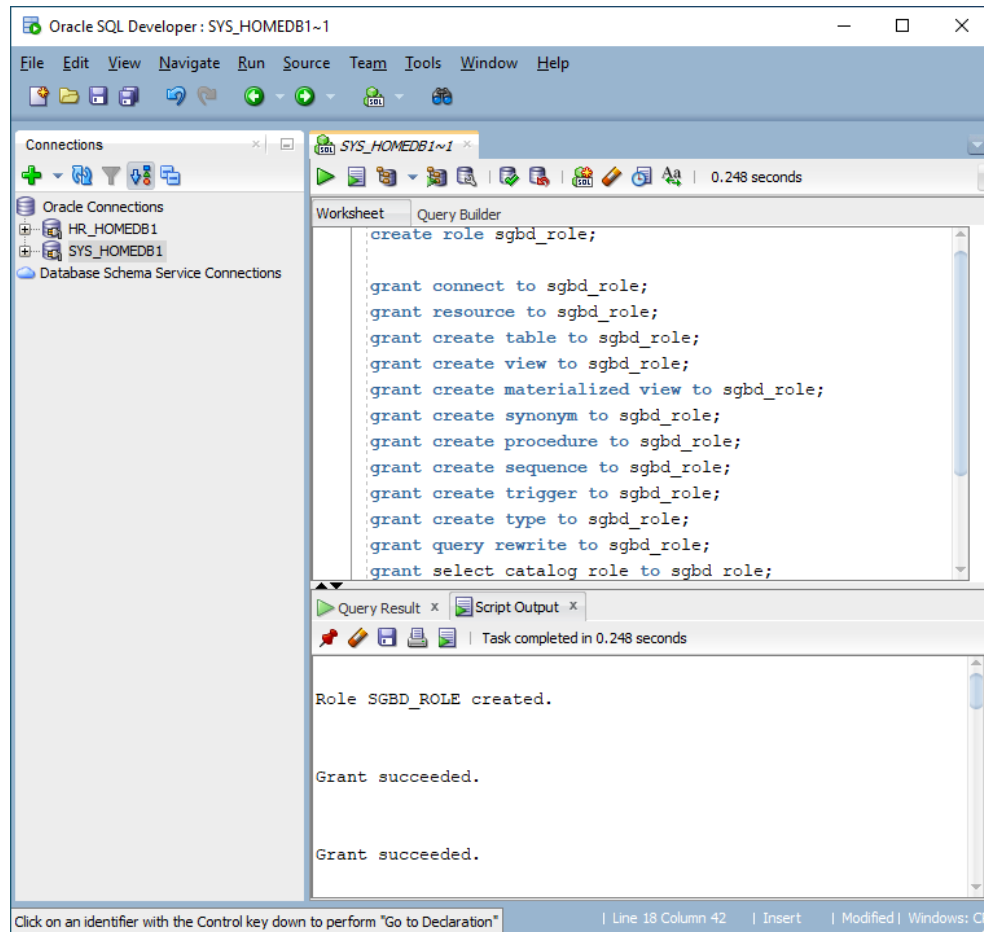 Oracle SQL Developer : SYS_HOMEDB1~1
File Edit View Navigate Run Source Team Tools Window Help
Connections
Oracle Connections
HR_HOMEDB1
SYS_HOMEDB1
Database Schema Service Connections
SYS_HOMEDB1~1
0.248 seconds
Worksheet Query Builder
create role sgbd_role;
grant connect to sgbd_role;
grant resource to sgbd_role;
grant create table to sgbd_role;
grant create view to sgbd_role;
grant create materialized view to sgbd_role;
grant create synonym to sgbd_role;
grant create procedure to sgbd_role;
grant create sequence to sgbd_role;
grant create trigger to sgbd_role;
grant create type to sgbd_role;
grant query rewrite to sgbd_role;
grant select_catalog_role to sgbd_role;
Query Result x Script Output x
Task completed in 0.248 seconds
Role SGBD_ROLE created.
Grant succeeded.
Grant succeeded.
Click on an identifier with the Control key down to perform "Go to Declaration"
| Line 18 Column 42 | Insert | Modified | Windows: C